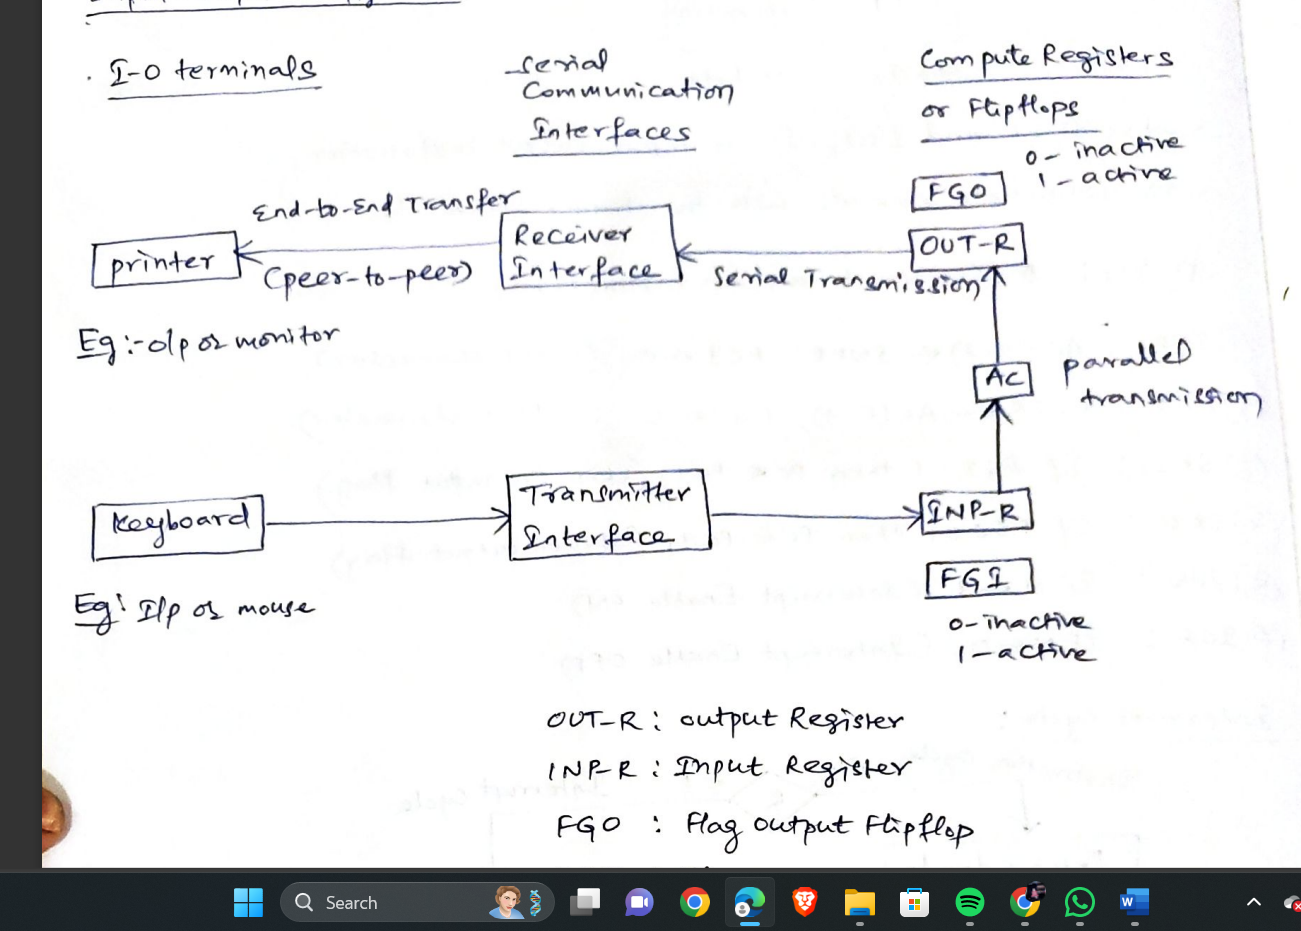 I-O terminals
Serial
Communication
Interfaces
Compute Registers
or Flipflops
0 - inactive
1 - active
FGO
End-to-End Transfer
printer
(peer-to-peer)
Receiver
Interface
OUT-R
Serial Transmission
Eg :- o/p or monitor
AC
parallel
transmission
Keyboard
Transmitter
Interface
INP-R
FGI
Eg: I/p or mouse
0-inactive
1-active
OUT-R : output Register
INP-R : Input Register
FGO : Flag output Flipflop
Search